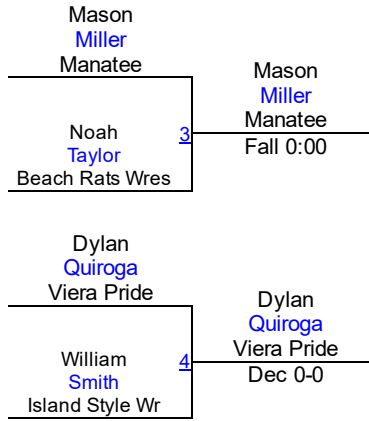 Mason
Miller
Manatee
Noah
Taylor
Beach Rats Wres
3
Mason
Miller
Manatee
Fall 0:00
Dylan
Quiroga
Viera Pride
William
Smith
Island Style Wr
4
Dylan
Quiroga
Viera Pride
Dec 0-0